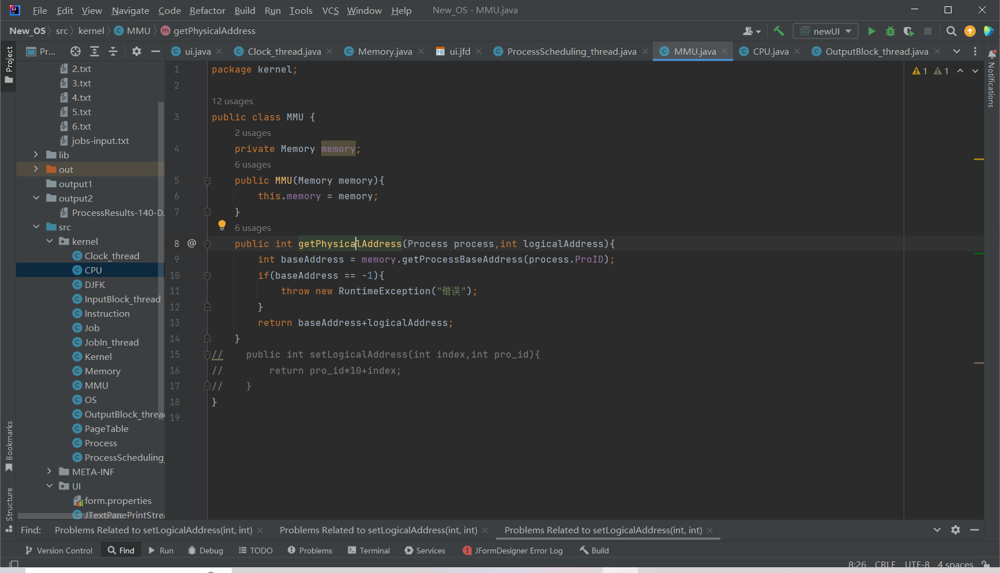 File Edit View Navigate Code Refactor Build Run Tools VCS Window Help New_OS - MMU.java
New_OS src kernel MMU getPhysicalAddress newUI
Project
Pr...
ui.java Clock_thread.java Memory.java ui.jfd ProcessScheduling_thread.java MMU.java CPU.java OutputBlock_thread.java
Notifications
2.txt
3.txt
4.txt
5.txt
6.txt
jobs-input.txt
lib
out
output1
output2
ProcessResults-140-DJ
src
kernel
Clock_thread
CPU
DJFK
InputBlock_thread
Instruction
Job
JobIn_thread
Kernel
Memory
MMU
OS
OutputBlock_thread
PageTable
Process
ProcessScheduling_
META-INF
UI
form.properties
JTextPanePrintStrea
Bookmarks
Structure
1 package kernel;
2
12 usages
3 public class MMU {
2 usages
4 private Memory memory;
6 usages
5 public MMU(Memory memory){
6 this.memory = memory;
7 }
6 usages
8 @ public int getPhysicalAddress(Process process,int logicalAddress){
9 int baseAddress = memory.getProcessBaseAddress(process.ProID);
10 if(baseAddress == -1){
11 throw new RuntimeException("错误");
12 }
13 return baseAddress+logicalAddress;
14 }
15 // public int setLogicalAddress(int index,int pro_id){
16 // return pro_id*10+index;
17 // }
18 }
19
1 1
Find: Problems Related to setLogicalAddress(int, int) Problems Related to setLogicalAddress(int, int) Problems Related to setLogicalAddress(int, int)
Version Control Find Run Debug TODO Problems Terminal Services JFormDesigner Error Log Build
8:26 CRLF UTF-8 4 spaces